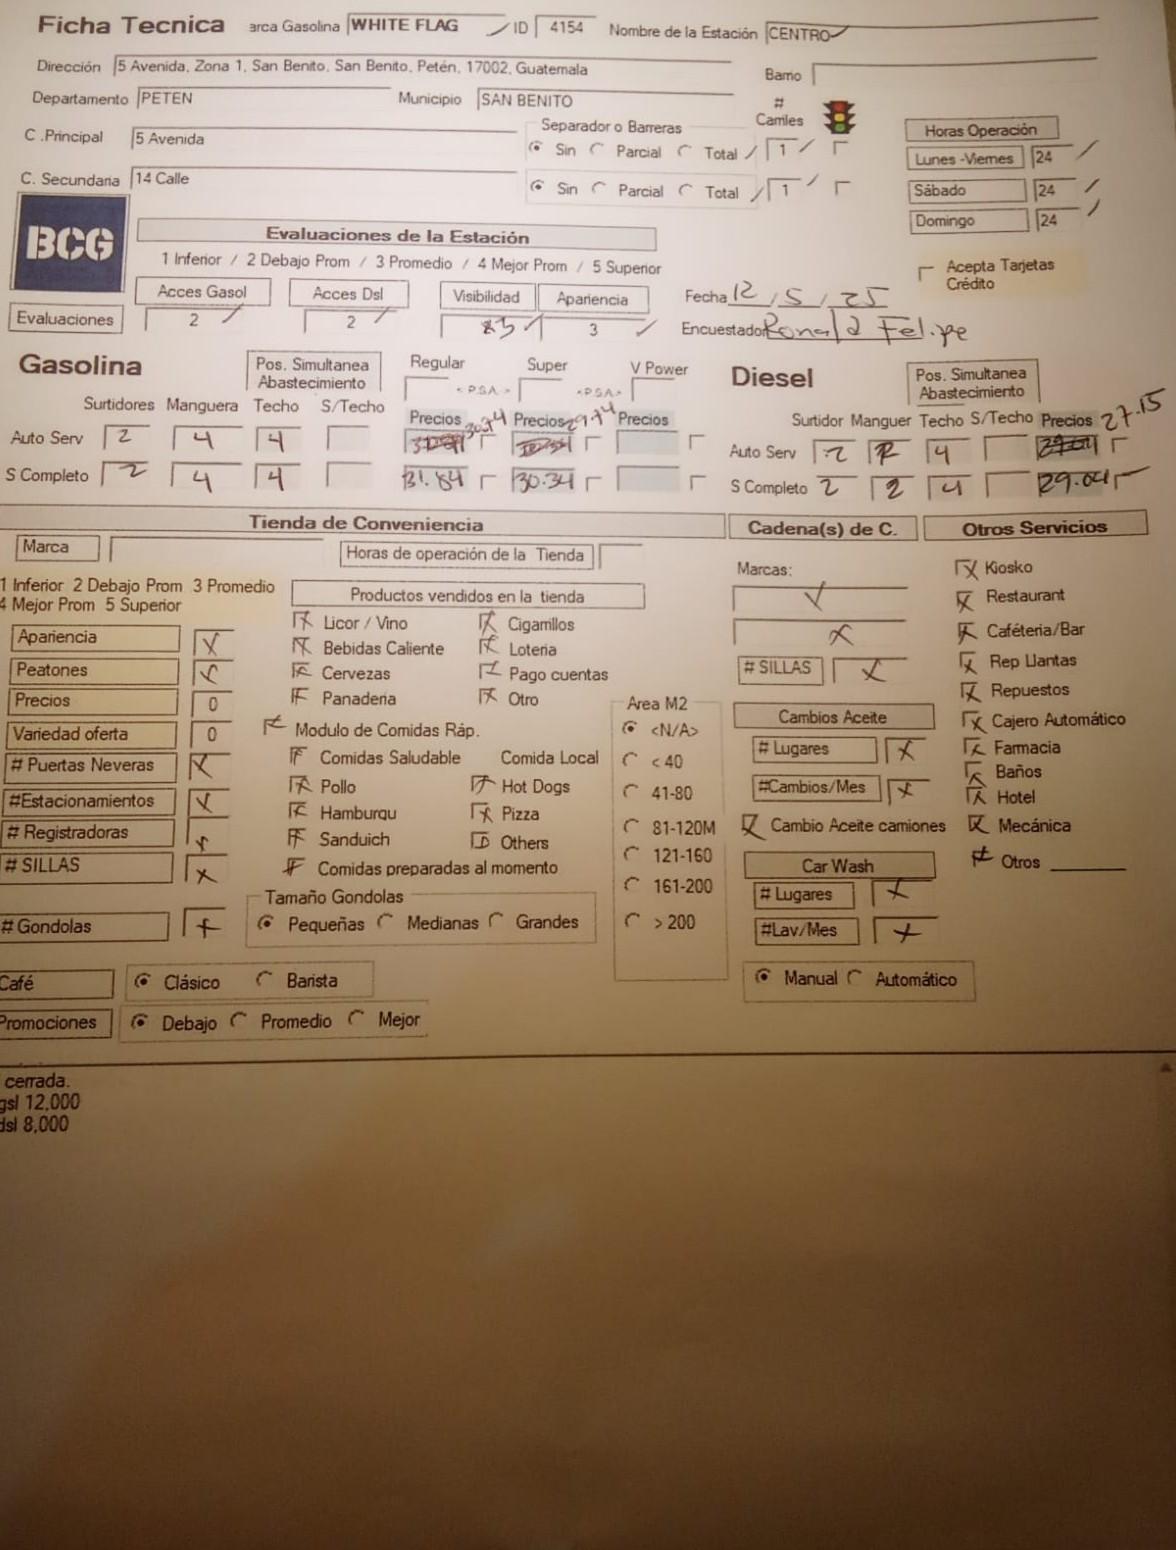 Ficha Tecnica arca Gasolina WHITE FLAG ID 4154 Nombre de la Estación CENTRO
Dirección 5 Avenida, Zona 1, San Benito, San Benito, Petén, 17002, Guatemala Barrio
Departamento PETEN Municipio SAN BENITO # Carriles
C .Principal 5 Avenida Separador o Barreras Sin Parcial Total 1
Horas Operación
Lunes -Viernes 24
C. Secundaria 14 Calle Sin Parcial Total 1 Sábado 24
Domingo 24
BCG
Evaluaciones de la Estación
1 Inferior / 2 Debajo Prom / 3 Promedio / 4 Mejor Prom / 5 Superior
Acepta Tarjetas Crédito
Acces Gasol Acces Dsl Visibilidad Apariencia Fecha 12 / 5 / 25
Evaluaciones 2 2 3 3 Encuestador Ronald Felipe
Gasolina Pos. Simultanea Abastecimiento Regular Super V Power Diesel Pos. Simultanea Abastecimiento
<PSA> <PSA>
Surtidores Manguera Techo S/Techo Precios Precios 29.74 Precios Surtidor Manguer Techo S/Techo Precios 27.15
Auto Serv 2 4 4 Auto Serv 2 2 4
S Completo 2 4 4 31.84 30.34 S Completo 2 2 4 29.04
Tienda de Conveniencia Cadena(s) de C. Otros Servicios
Marca Horas de operación de la Tienda
1 Inferior 2 Debajo Prom 3 Promedio
4 Mejor Prom 5 Superior
Apariencia X
Peatones X
Precios 0
Variedad oferta 0
# Puertas Neveras X
#Estacionamientos X
# Registradoras X
# SILLAS X
# Gondolas X
Productos vendidos en la tienda
Licor / Vino Cigarrillos
Bebidas Caliente Loteria
Cervezas Pago cuentas
Panaderia Otro
Modulo de Comidas Ráp.
Comidas Saludable Comida Local
Pollo Hot Dogs
Hamburqu Pizza
Sanduich Others
Comidas preparadas al momento
Tamaño Gondolas
Pequeñas Medianas Grandes
Area M2
<N/A>
< 40
41-80
81-120M
121-160
161-200
> 200
Marcas:
X
X
# SILLAS X
Cambios Aceite
# Lugares X
#Cambios/Mes X
Cambio Aceite camiones
Car Wash
# Lugares X
#Lav/Mes X
Manual Automático
Kiosko
Restaurant
Caféteria/Bar
Rep Llantas
Repuestos
Cajero Automático
Farmacia
Baños
Hotel
Mecánica
Otros
Café Clásico Barista
Promociones Debajo Promedio Mejor
cerrada.
gsl 12,000
dsl 8,000